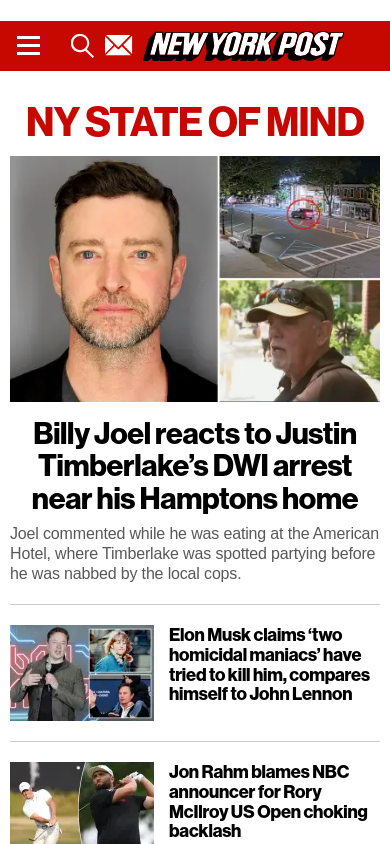 NEW YORK POST
NY STATE OF MIND
Billy Joel reacts to Justin
Timberlake’s DWI arrest
near his Hamptons home
Joel commented while he was eating at the American
Hotel, where Timberlake was spotted partying before
he was nabbed by the local cops.
Elon Musk claims ‘two
homicidal maniacs’ have
tried to kill him, compares
himself to John Lennon
Jon Rahm blames NBC
announcer for Rory
McIlroy US Open choking
backlash